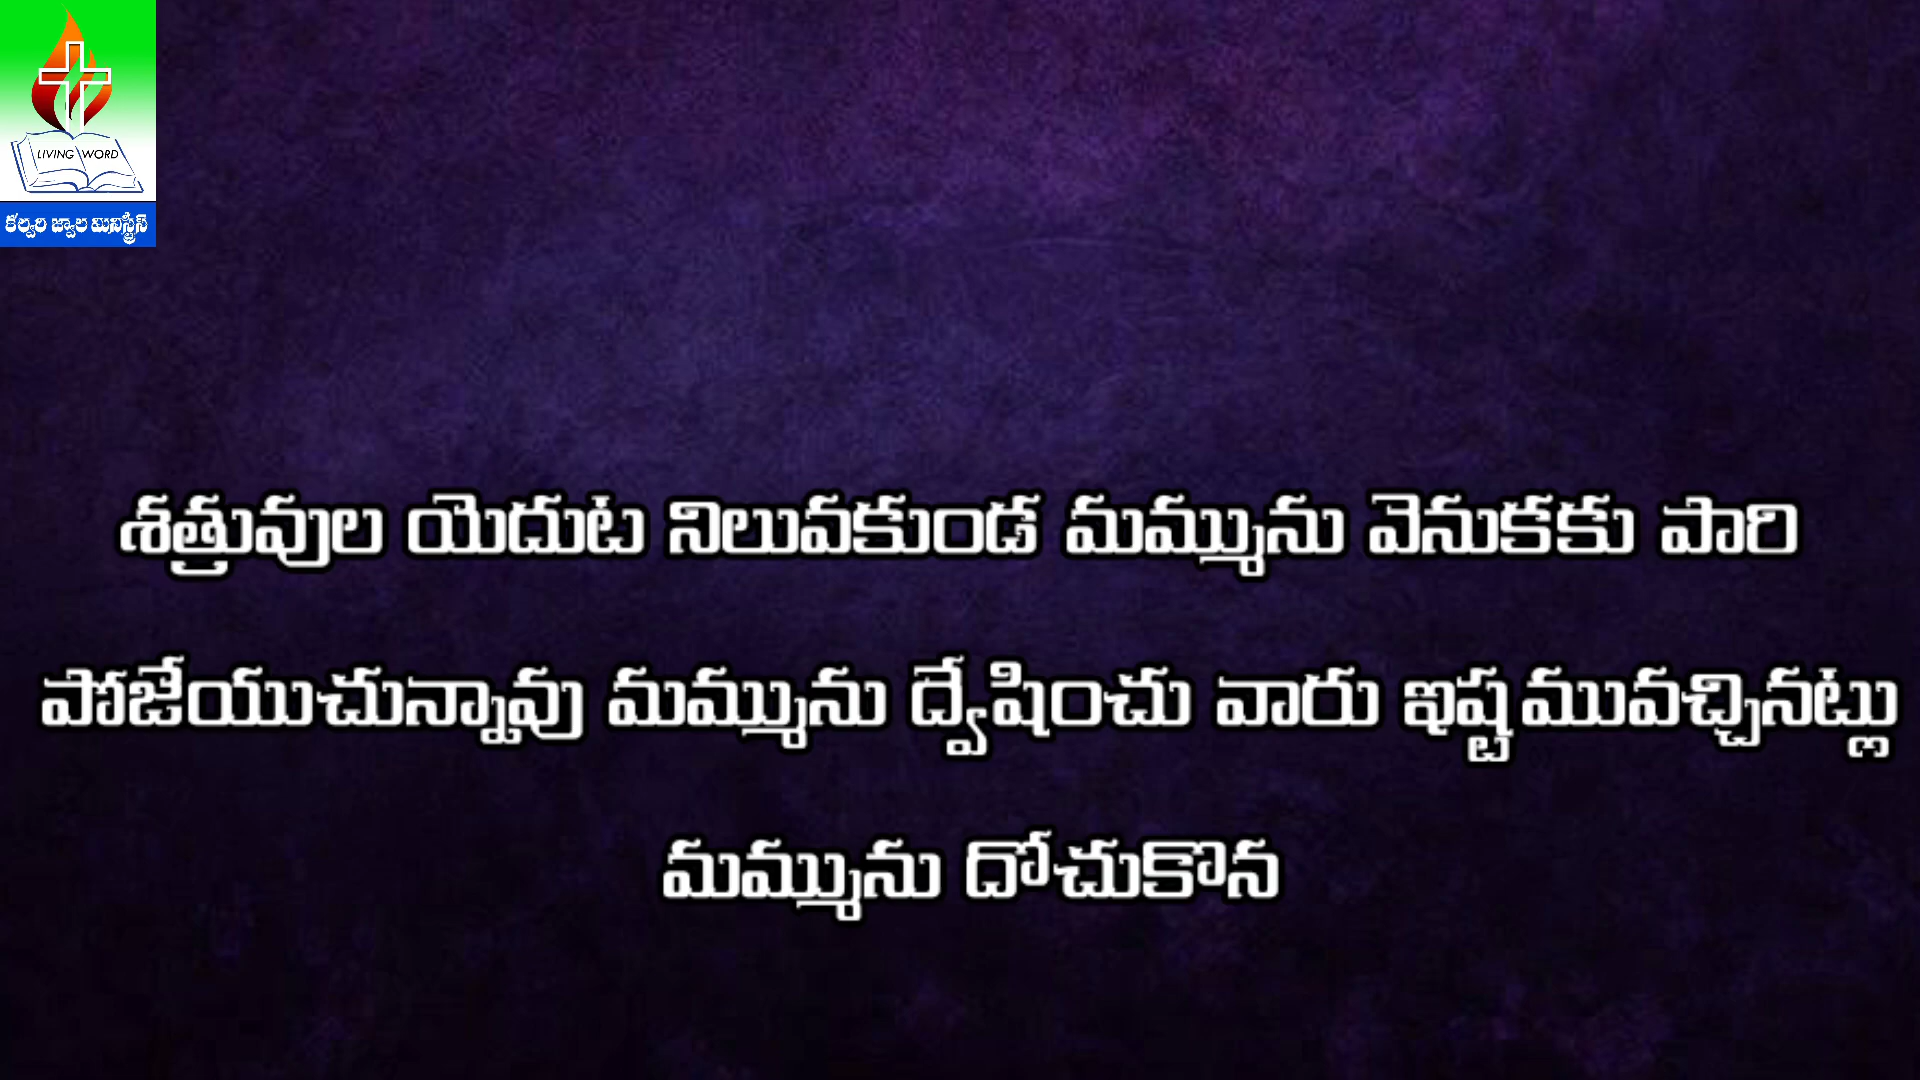 LIVING WORD
కల్వరి జ్వాల మినిస్ట్రీస్
శత్రువుల యెదుట నిలువకుండ మమ్మును వెనుకకు పారి
పోజేయుచున్నావు మమ్మును ద్వేషించు వారు ఇష్టమువచ్చినట్లు
మమ్మును దోచుకొన